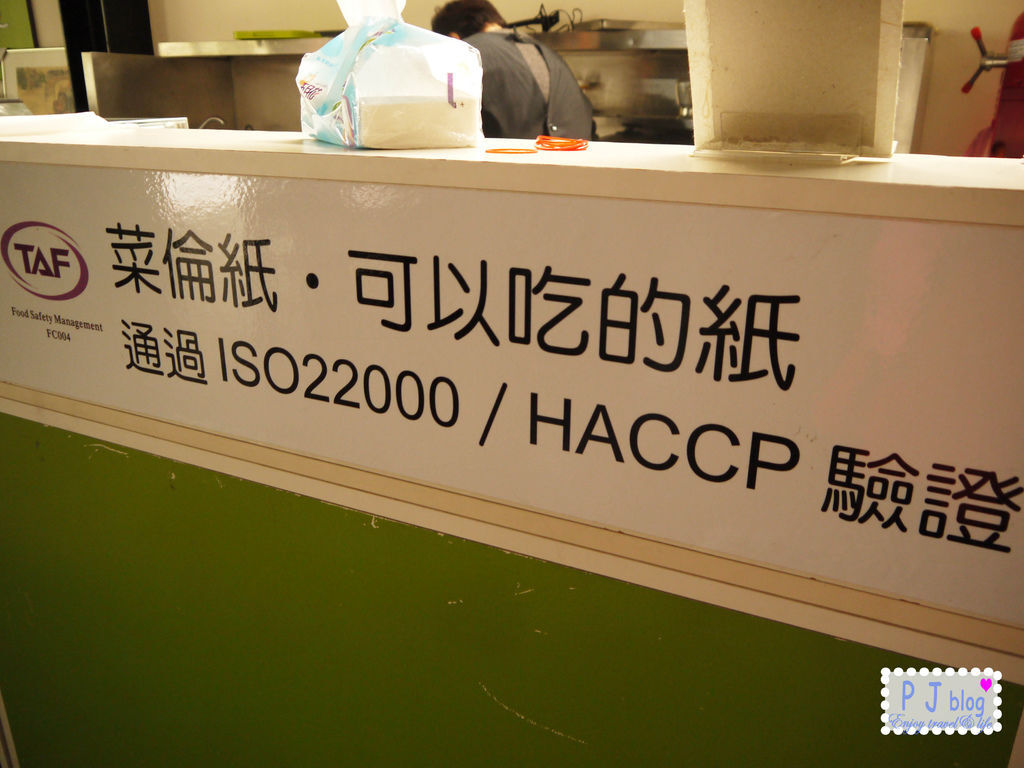 TAF
Food Safety Management
FC004
菜倫紙・可以吃的紙
通過 ISO22000 / HACCP 驗證
P J blog
Enjoy travel & life